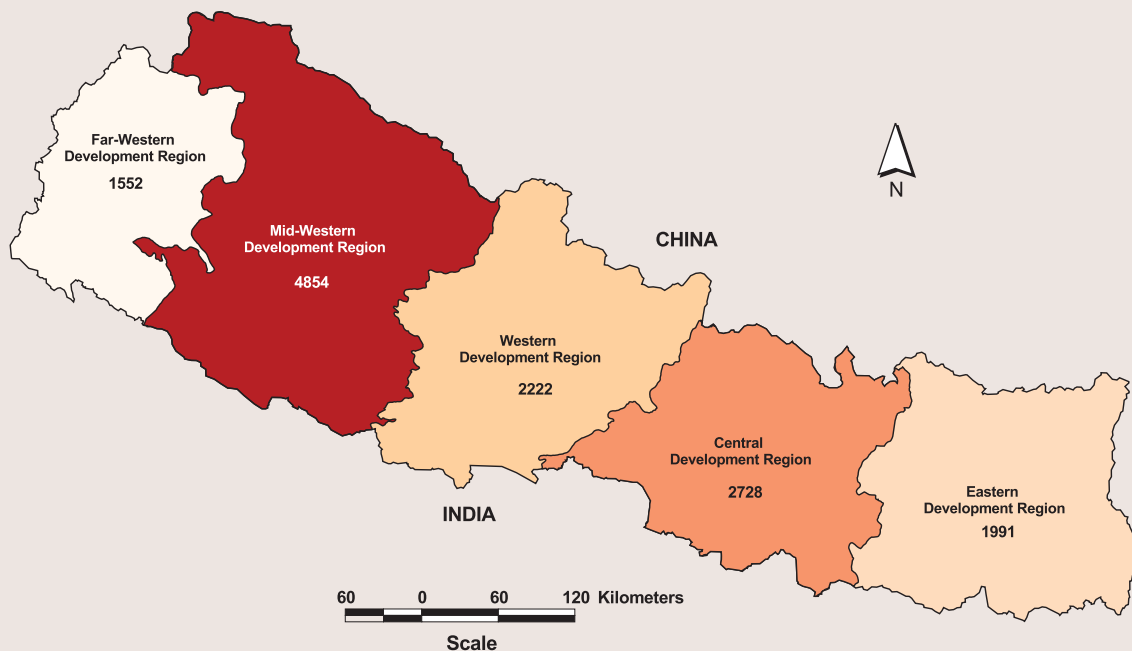 Far-Western
Development Region
1552
Mid-Western
Development Region
4854
CHINA
N
Western
Development Region
2222
Central
Development Region
2728
Eastern
Development Region
1991
INDIA
60 0 60 120 Kilometers
Scale